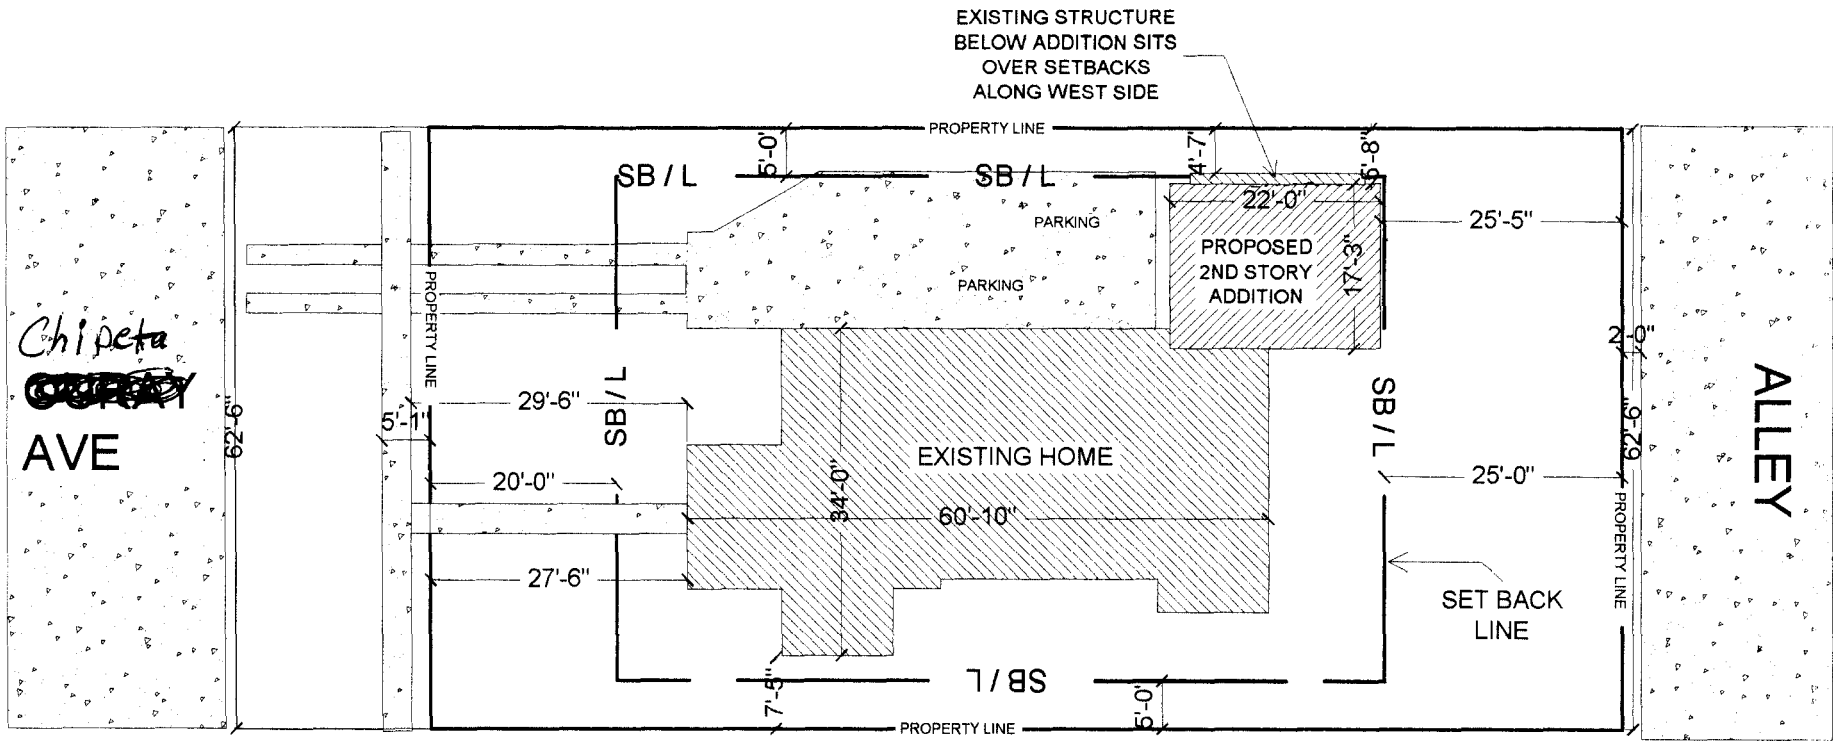 EXISTING STRUCTURE
BELOW ADDITION SITS
OVER SETBACKS
ALONG WEST SIDE
PROPERTY LINE
5'-0"
4'-7"
5'-8"
SB / L
SB / L
22'-0"
PARKING
25'-5"
PROPOSED
2ND STORY
ADDITION
17'-3"
PROPERTY LINE
PARKING
Chipeta
AVE
62'-6"
5'-1"
29'-6"
SB / L
2'-0"
ALLEY
SB / L
62'-6"
EXISTING HOME
20'-0"
34'-0"
60'-10"
25'-0"
PROPERTY LINE
27'-6"
SET BACK
LINE
SB / L
7'-5"
5'-0"
PROPERTY LINE